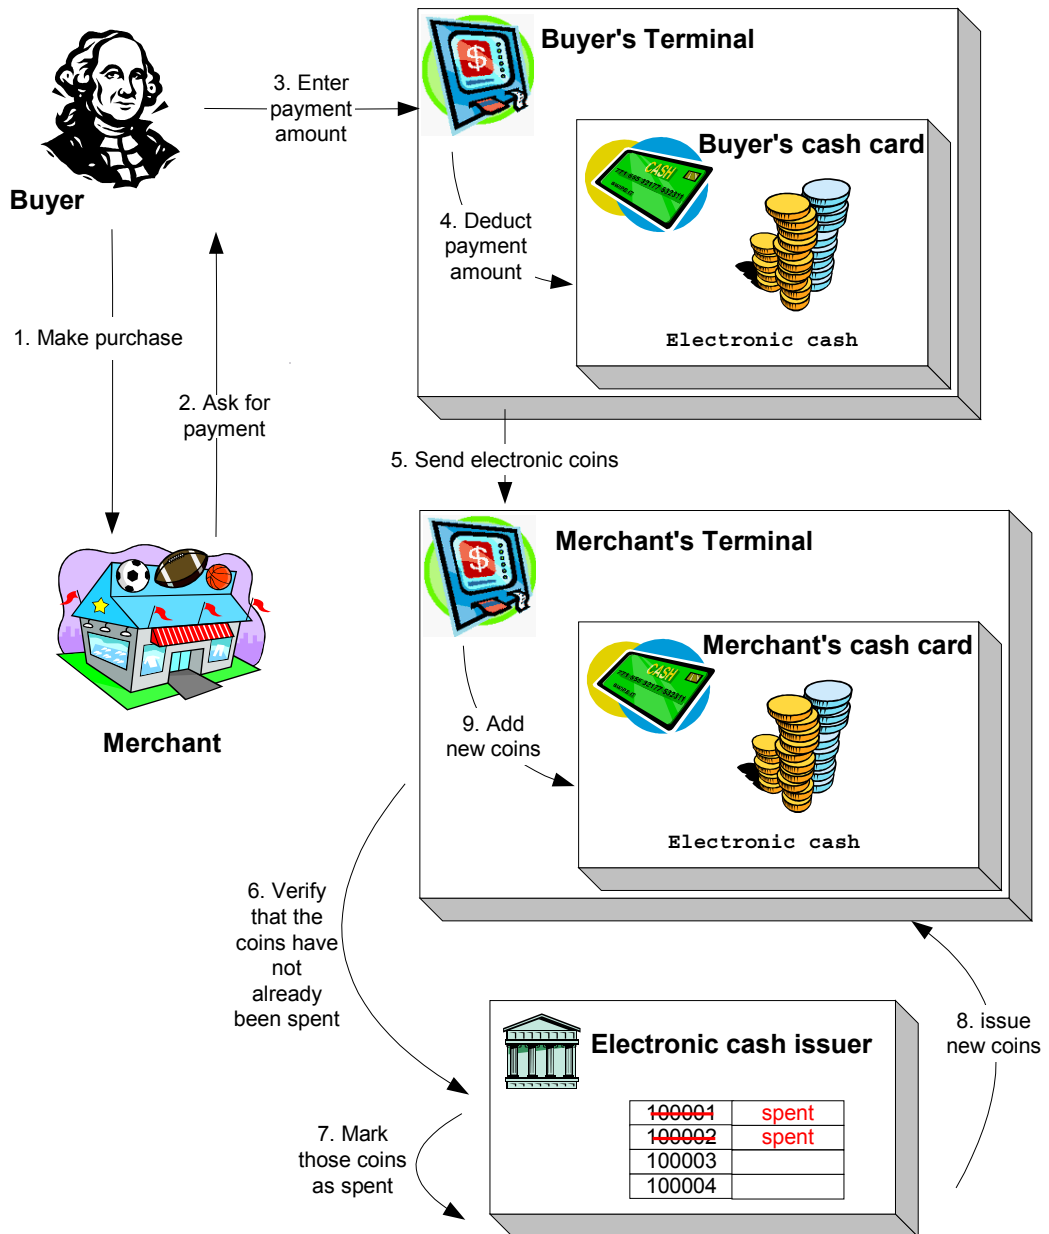 Buyer's Terminal
3. Enter
payment
amount
$
Buyer's cash card
CASH
Buyer
4. Deduct
payment
amount
1. Make purchase
Electronic cash
2. Ask for
payment
5. Send electronic coins
Merchant's Terminal
$
Merchant's cash card
CASH
9. Add
new coins
Merchant
Electronic cash
6. Verify
that the
coins have
not
already
been spent
8. issue
new coins
Electronic cash issuer
100001 spent
100002 spent
100003
100004
7. Mark
those coins
as spent